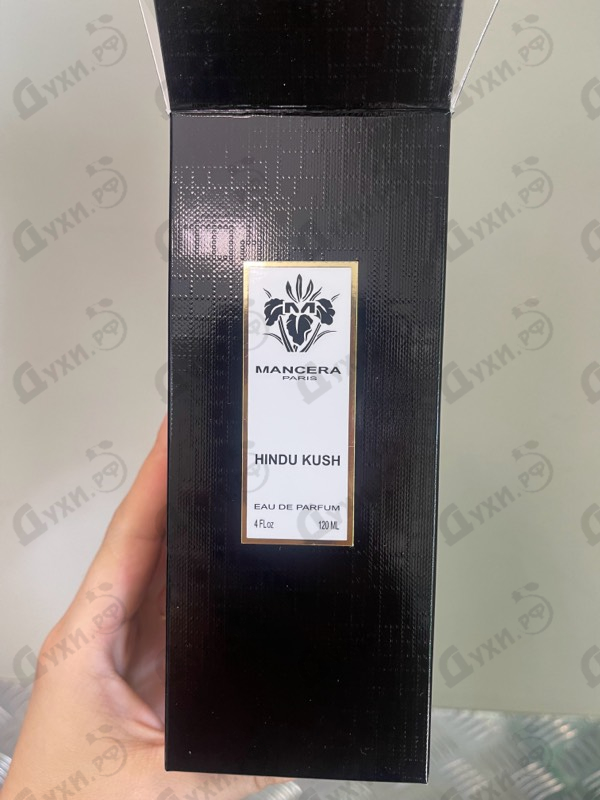 MANCERA
PARIS
HINDU KUSH
EAU DE PARFUM
4 FLoz 120 ML
Духи.рф